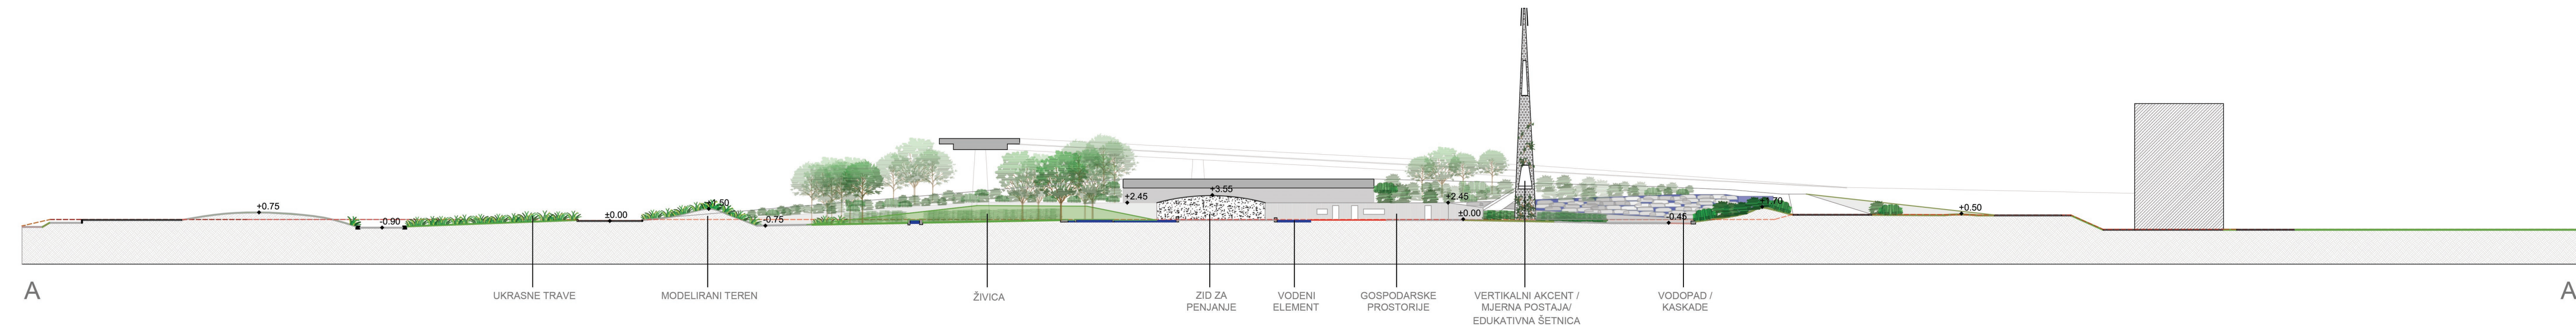 +0.75
-0.90
±0.00
+1.50
-0.75
+2.45
+3.55
+2.45
±0.00
-0.45
+1.70
+0.50
A
UKRASNE TRAVE
MODELIRANI TEREN
ŽIVICA
ZID ZA
PENJANJE
VODENI
ELEMENT
GOSPODARSKE
PROSTORIJE
VERTIKALNI AKCENT /
MJERNA POSTAJA/
EDUKATIVNA ŠETNICA
VODOPAD /
KASKADE
A